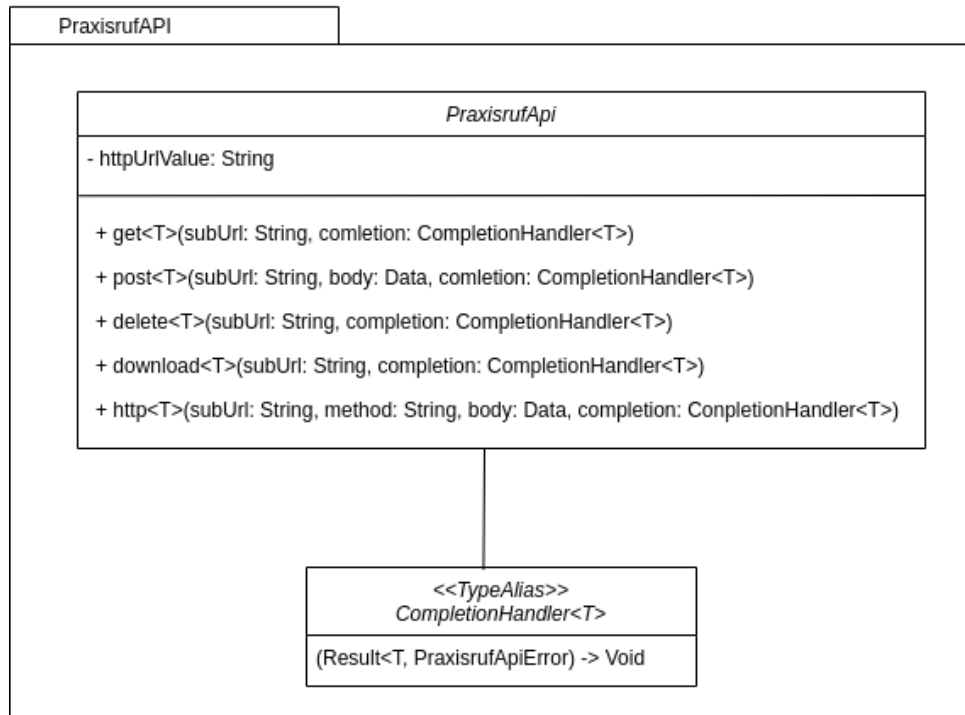 PraxisrufAPI
PraxisrufApi
- httpUrlValue: String
+ get<T>(subUrl: String, comletion: CompletionHandler<T>)
+ post<T>(subUrl: String, body: Data, comletion: CompletionHandler<T>)
+ delete<T>(subUrl: String, completion: CompletionHandler<T>)
+ download<T>(subUrl: String, completion: CompletionHandler<T>)
+ http<T>(subUrl: String, method: String, body: Data, completion: ConpletionHandler<T>)
<<TypeAlias>>
CompletionHandler<T>
(Result<T, PraxisrufApiError) -> Void